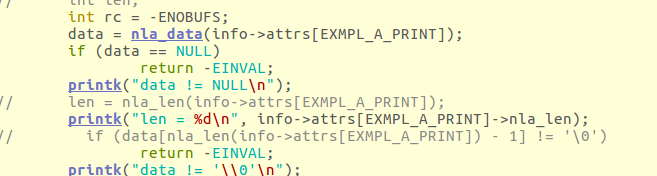 //      int len;
int rc = -ENOBUFS;
data = nla_data(info->attrs[EXMPL_A_PRINT]);
if (data == NULL)
return -EINVAL;
printk("data != NULL\n");
//      len = nla_len(info->attrs[EXMPL_A_PRINT]);
printk("len = %d\n", info->attrs[EXMPL_A_PRINT]->nla_len);
//        if (data[nla_len(info->attrs[EXMPL_A_PRINT]) - 1] != '\0')
return -EINVAL;
printk("data != '\\0'\n");